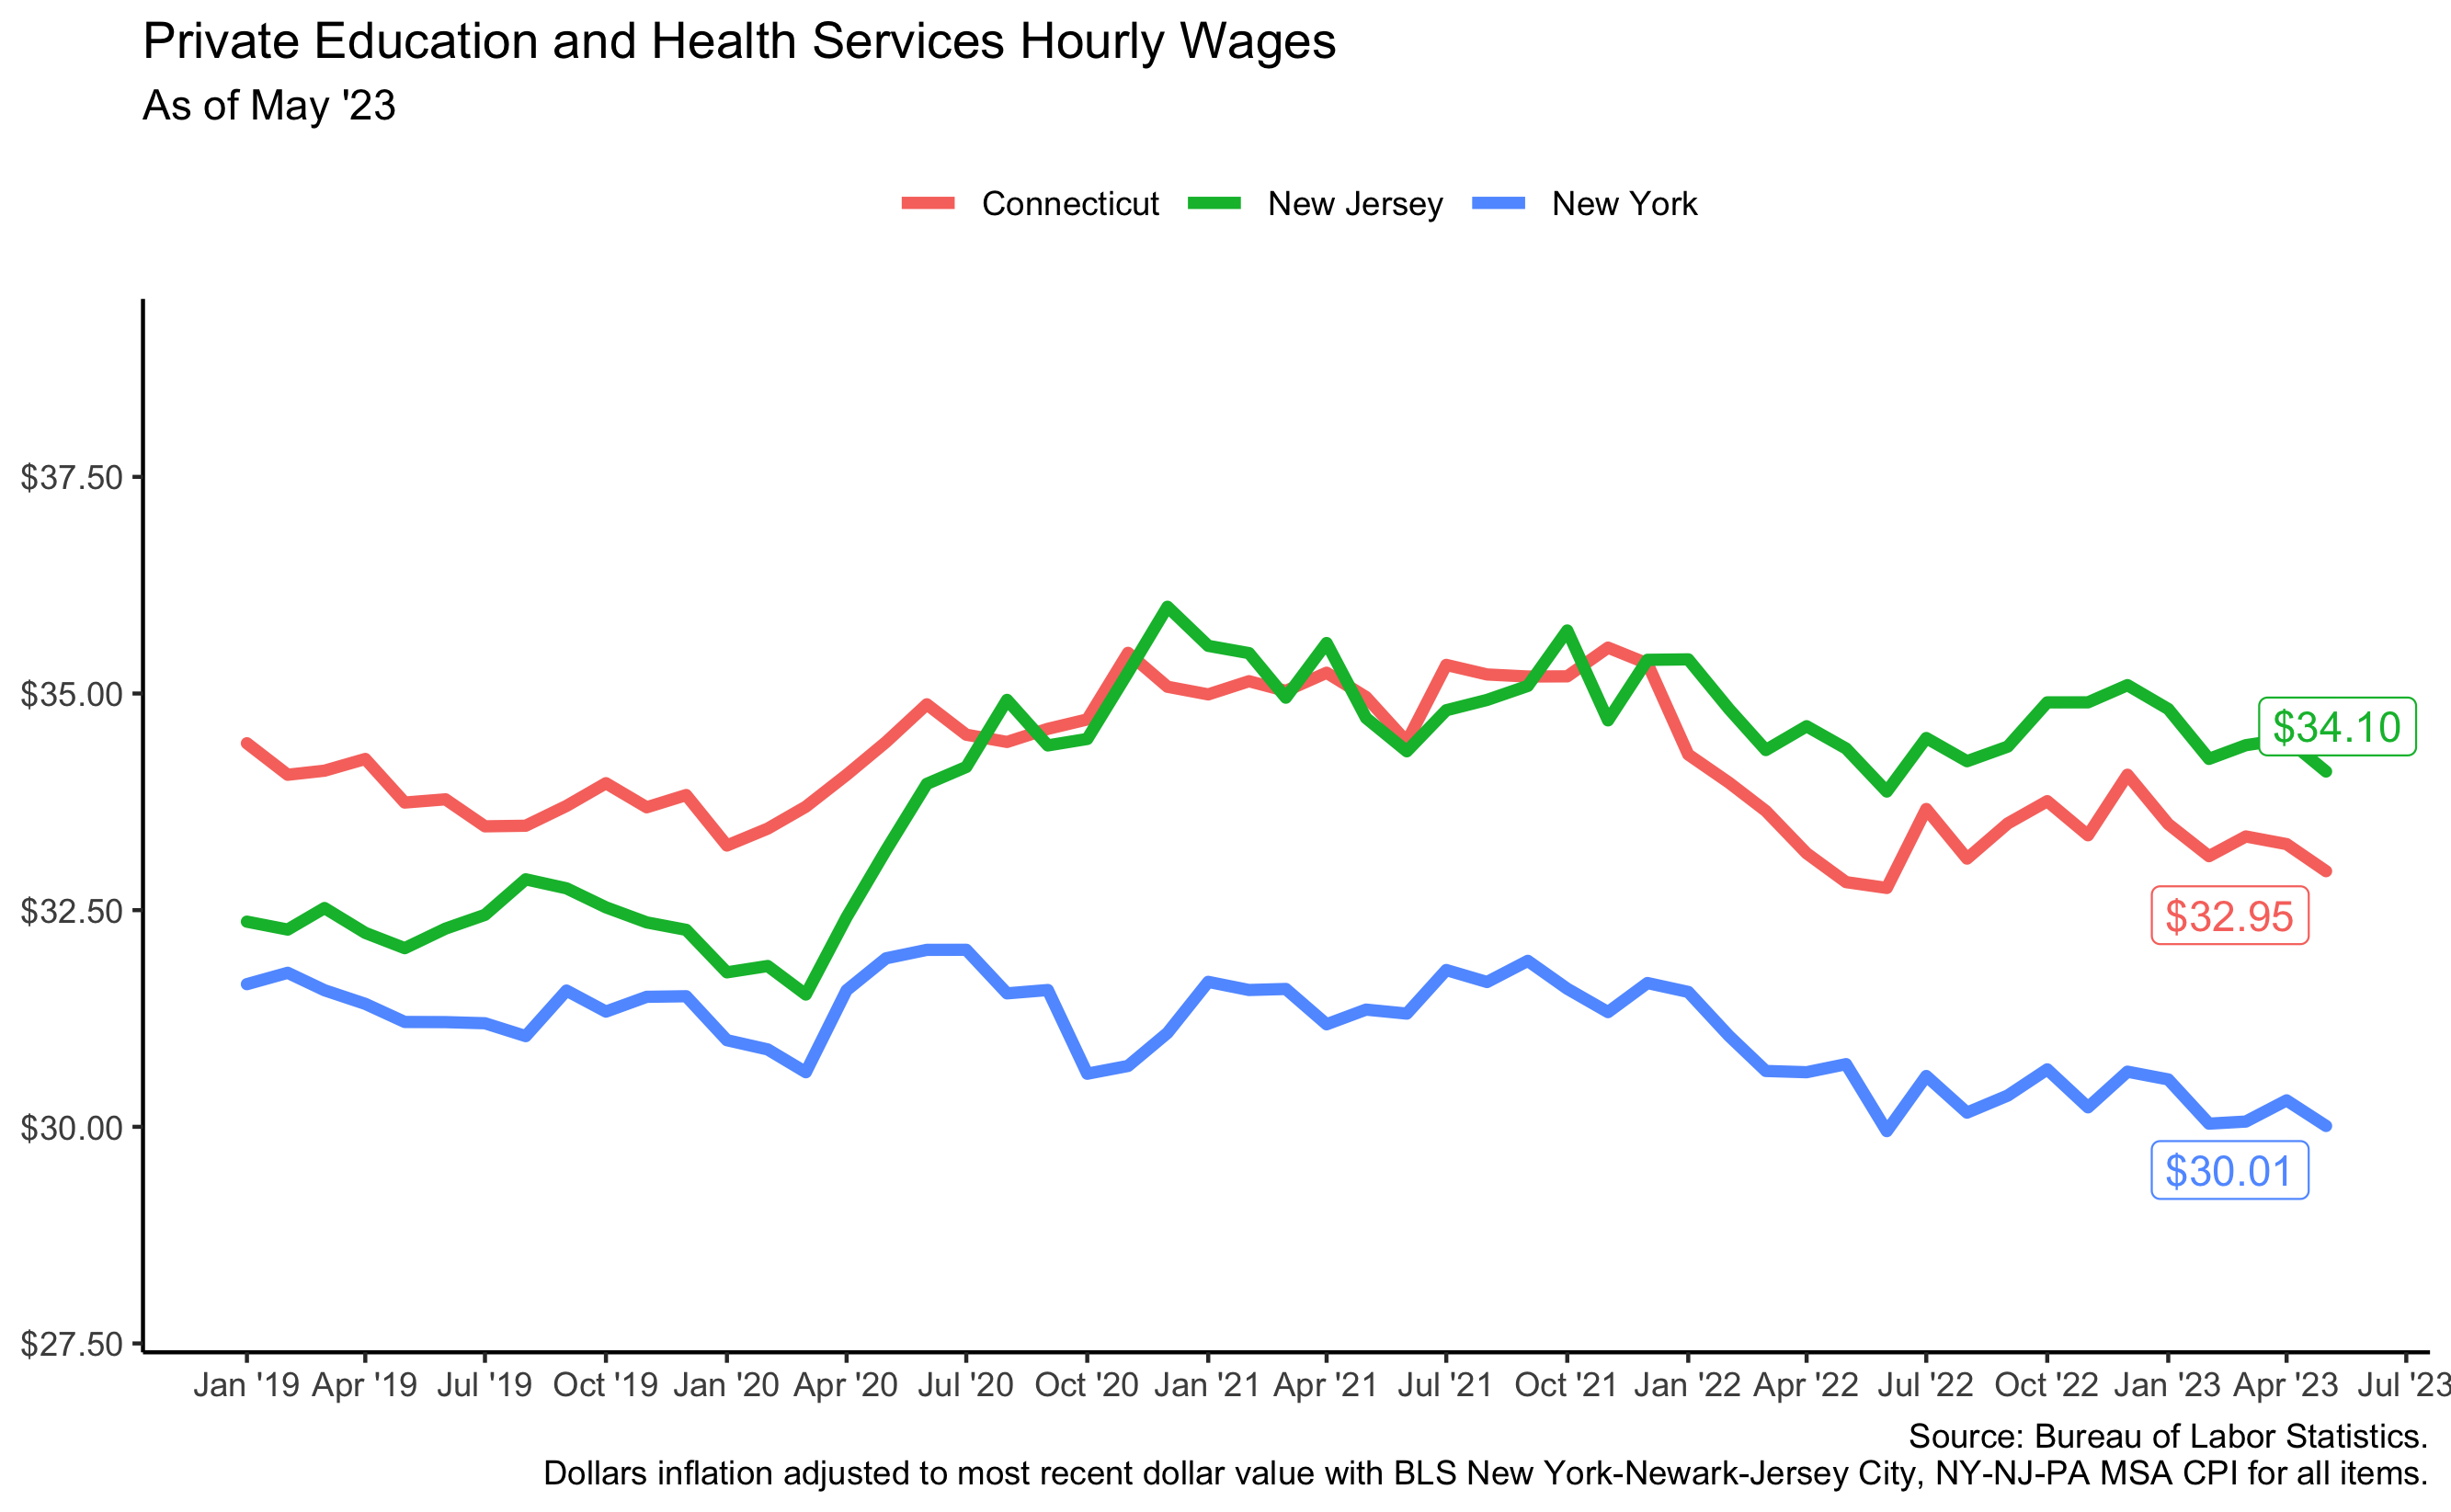 Private Education and Health Services Hourly Wages
As of May '23
Connecticut New Jersey New York
$37.50
$35.00
$32.50
$30.00
$27.50
$34.10
$32.95
$30.01
Jan '19 Apr '19 Jul '19 Oct '19 Jan '20 Apr '20 Jul '20 Oct '20 Jan '21 Apr '21 Jul '21 Oct '21 Jan '22 Apr '22 Jul '22 Oct '22 Jan '23 Apr '23 Jul '23
Source: Bureau of Labor Statistics.
Dollars inflation adjusted to most recent dollar value with BLS New York-Newark-Jersey City, NY-NJ-PA MSA CPI for all items.